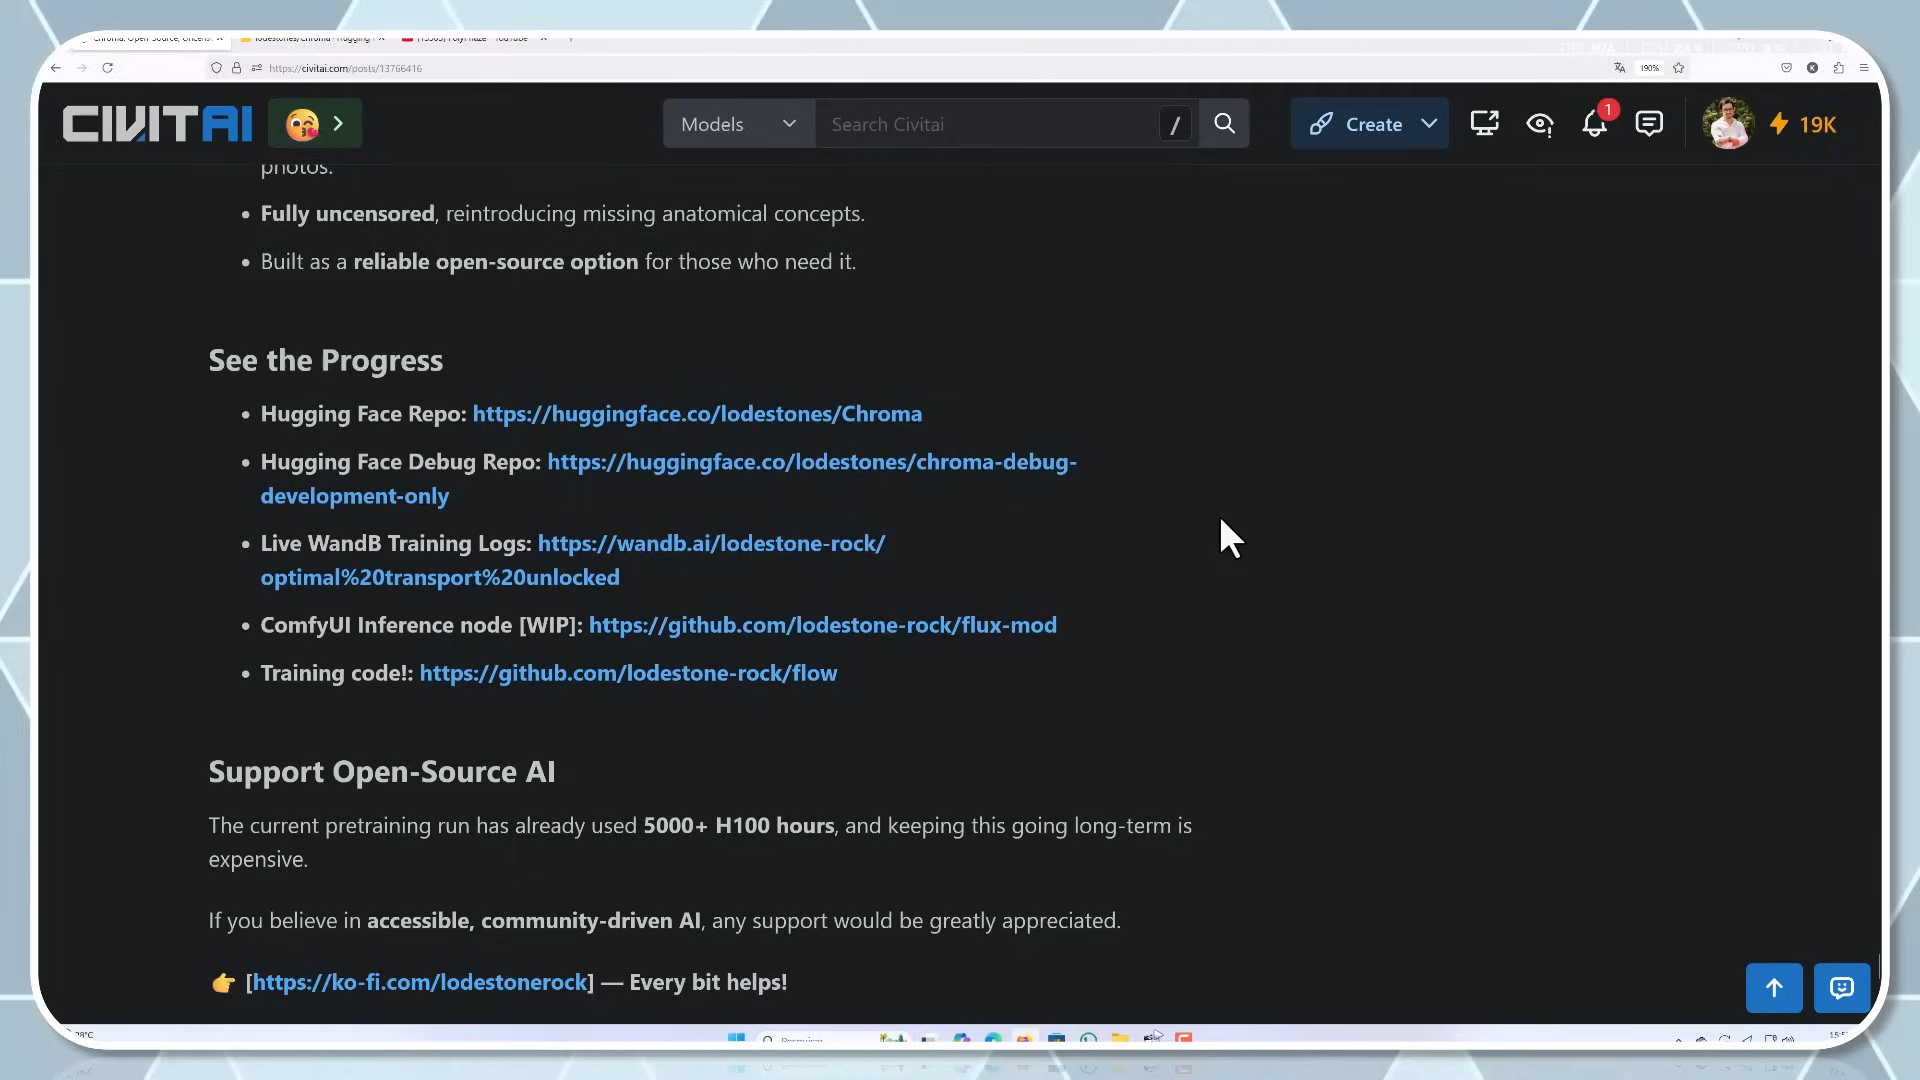 https://civitai.com/posts/13766416
190%
CIVITAI
Models
Search Civitai
/
Create
1
19K
photos.
• Fully uncensored, reintroducing missing anatomical concepts.
• Built as a reliable open-source option for those who need it.
See the Progress
• Hugging Face Repo: https://huggingface.co/lodestones/Chroma
• Hugging Face Debug Repo: https://huggingface.co/lodestones/chroma-debug-
development-only
• Live WandB Training Logs: https://wandb.ai/lodestone-rock/
optimal%20transport%20unlocked
• ComfyUI Inference node [WIP]: https://github.com/lodestone-rock/flux-mod
• Training code!: https://github.com/lodestone-rock/flow
Support Open-Source AI
The current pretraining run has already used 5000+ H100 hours, and keeping this going long-term is
expensive.
If you believe in accessible, community-driven AI, any support would be greatly appreciated.
👉 [https://ko-fi.com/lodestonerock] — Every bit helps!